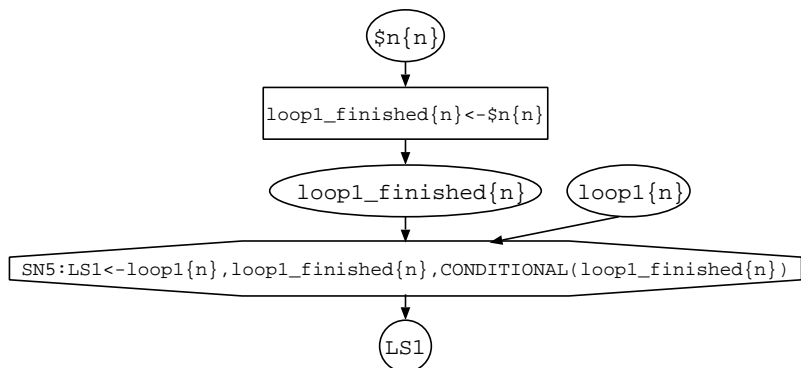 $n{n}
loop1_finished{n}<-$n{n}
loop1_finished{n}
loop1{n}
SN5:LS1<-loop1{n},loop1_finished{n},CONDITIONAL(loop1_finished{n})
LS1